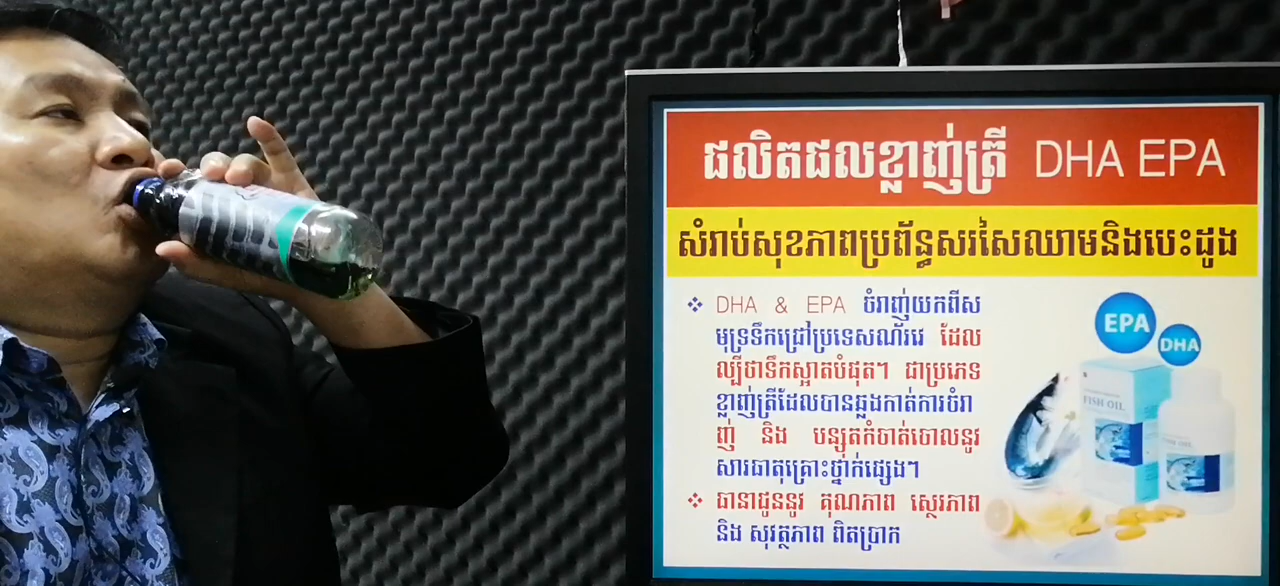 ផលិតផលខ្លាញ់ត្រី DHA EPA
សំរាប់សុខភាពប្រព័ន្ធសរសៃឈាមនិងបេះដូង
❖ DHA & EPA ចំរាញ់យកពីស
មុទ្រទឹកជ្រៅប្រទេសណ័រវេ ដែល
ល្បីថាទឹកស្អាតបំផុត។ ជាប្រភេទ
ខ្លាញ់ត្រីដែលបានឆ្លងកាត់ការចំរា
ញ់ និង បន្សុតកំចាត់ចោលនូវ
សារធាតុគ្រោះថ្នាក់ផ្សេង។
❖ ធានាជូននូវ គុណភាព ស្ថេរភាព
និង សុវត្ថភាព ពិតប្រាក
EPA
DHA
FISH OIL
FISH OIL